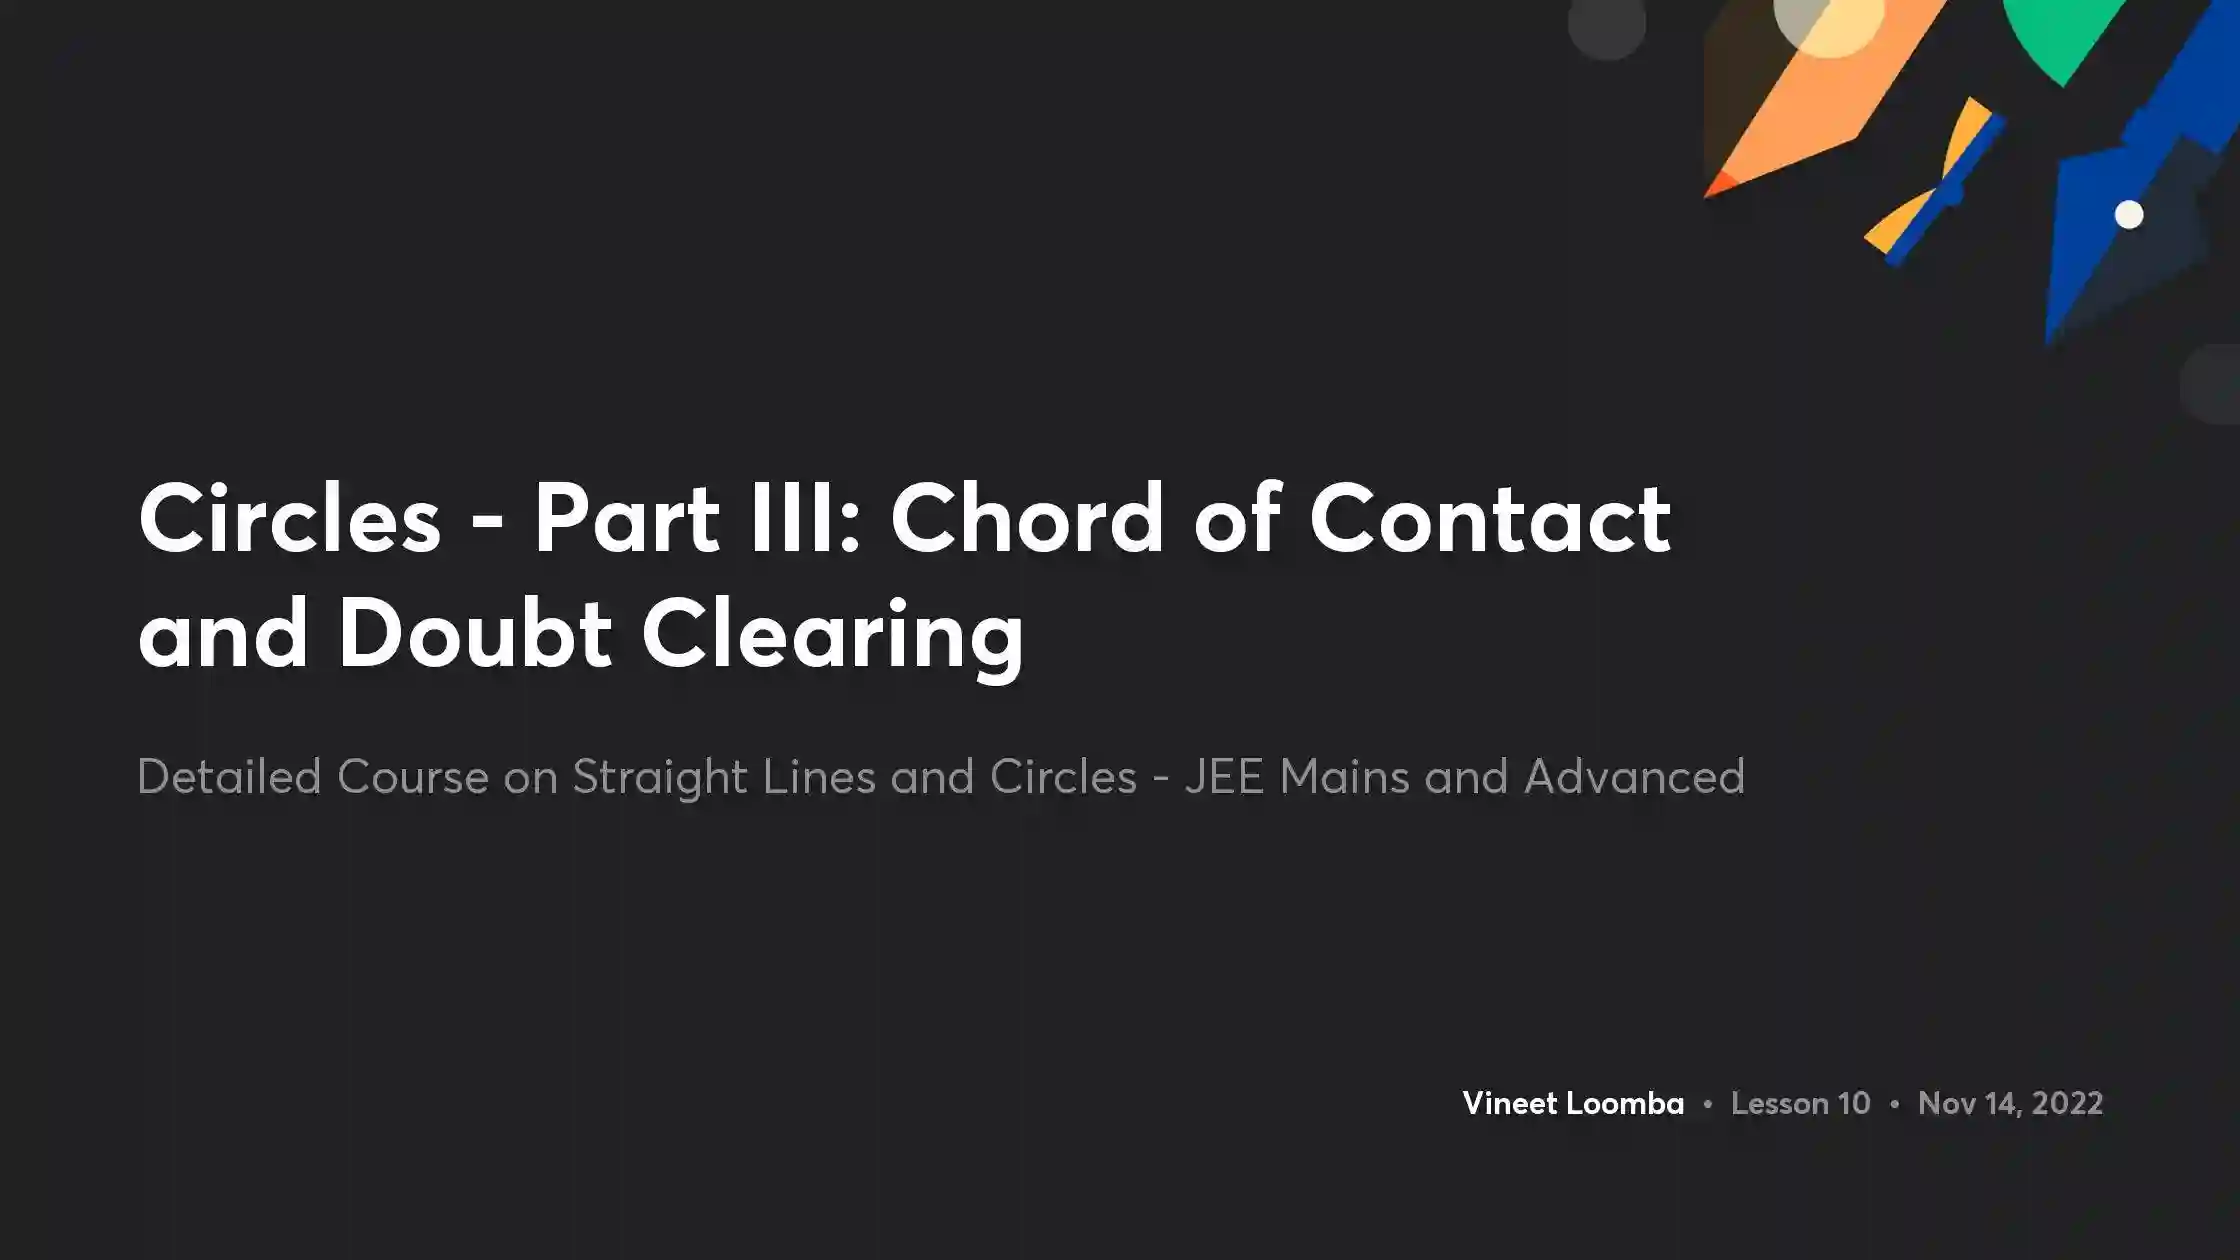 Circles - Part III: Chord of Contact
and Doubt Clearing
Detailed Course on Straight Lines and Circles - JEE Mains and Advanced
Vineet Loomba • Lesson 10 • Nov 14, 2022